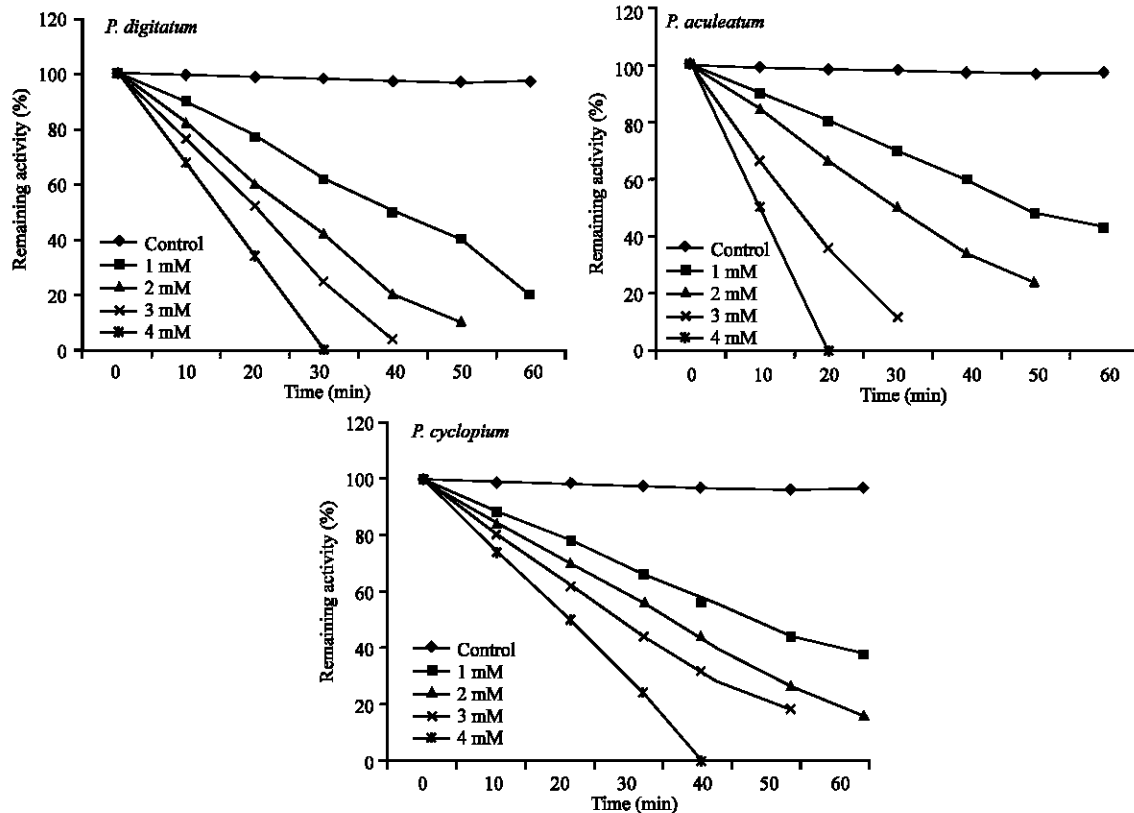 P. digitatum
120
100
80
60
40
20
0
Remaining activity (%)
Control
1 mM
2 mM
3 mM
4 mM
0 10 20 30 40 50 60
Time (min)
P. aculeatum
120
100
80
60
40
20
0
Remaining activity (%)
Control
1 mM
2 mM
3 mM
4 mM
0 10 20 30 40 50 60
Time (min)
P. cyclopium
120
100
80
60
40
20
0
Remaining activity (%)
Control
1 mM
2 mM
3 mM
4 mM
0 10 20 30 40 50 60
Time (min)